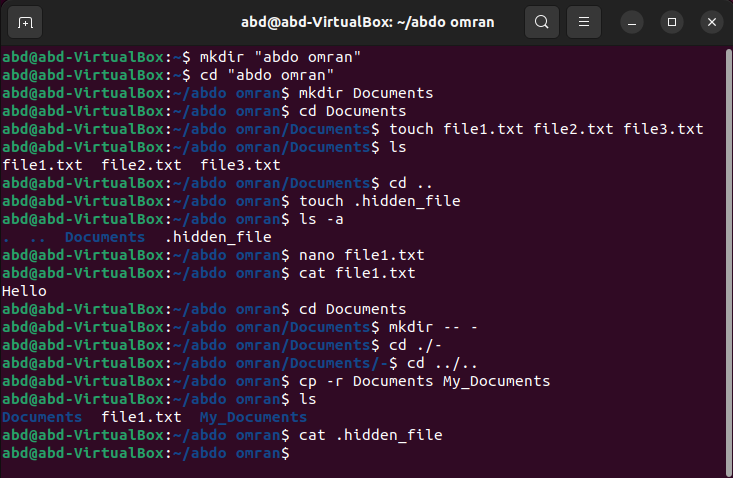 abd@abd-VirtualBox: ~/abdo omran
abd@abd-VirtualBox:~$ mkdir "abdo omran"
abd@abd-VirtualBox:~$ cd "abdo omran"
abd@abd-VirtualBox:~/abdo omran$ mkdir Documents
abd@abd-VirtualBox:~/abdo omran$ cd Documents
abd@abd-VirtualBox:~/abdo omran/Documents$ touch file1.txt file2.txt file3.txt
abd@abd-VirtualBox:~/abdo omran/Documents$ ls
file1.txt  file2.txt  file3.txt
abd@abd-VirtualBox:~/abdo omran/Documents$ cd ..
abd@abd-VirtualBox:~/abdo omran$ touch .hidden_file
abd@abd-VirtualBox:~/abdo omran$ ls -a
.  ..  Documents  .hidden_file
abd@abd-VirtualBox:~/abdo omran$ nano file1.txt
abd@abd-VirtualBox:~/abdo omran$ cat file1.txt
Hello
abd@abd-VirtualBox:~/abdo omran$ cd Documents
abd@abd-VirtualBox:~/abdo omran/Documents$ mkdir -- -
abd@abd-VirtualBox:~/abdo omran/Documents$ cd ./-
abd@abd-VirtualBox:~/abdo omran/Documents/-$ cd ../..
abd@abd-VirtualBox:~/abdo omran$ cp -r Documents My_Documents
abd@abd-VirtualBox:~/abdo omran$ ls
Documents  file1.txt  My_Documents
abd@abd-VirtualBox:~/abdo omran$ cat .hidden_file
abd@abd-VirtualBox:~/abdo omran$